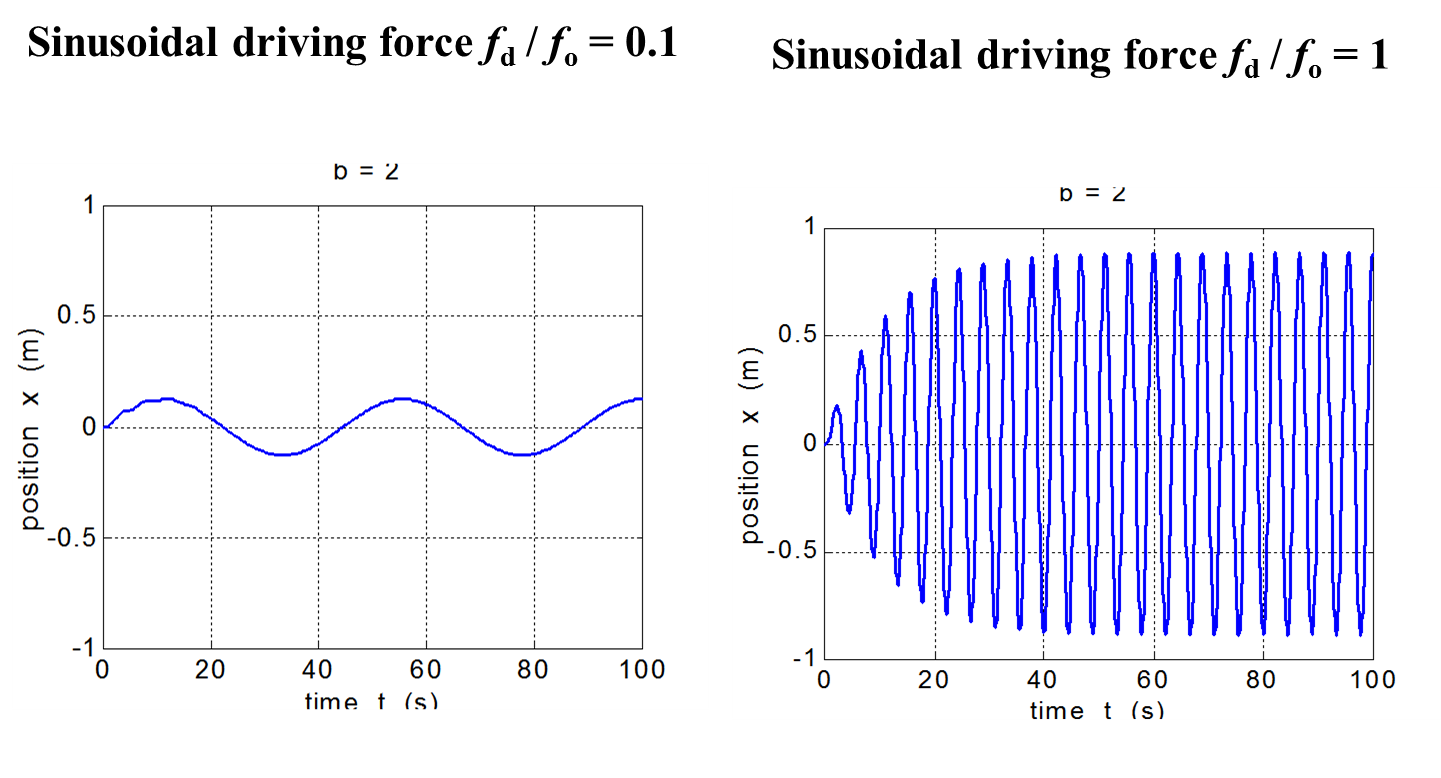 Sinusoidal driving force fd / fo = 0.1
b = 2
1
0.5
0
-0.5
-1
position x (m)
0 20 40 60 80 100
time t (s)
Sinusoidal driving force fd / fo = 1
b = 2
1
0.5
0
-0.5
-1
position x (m)
0 20 40 60 80 100
time t (s)